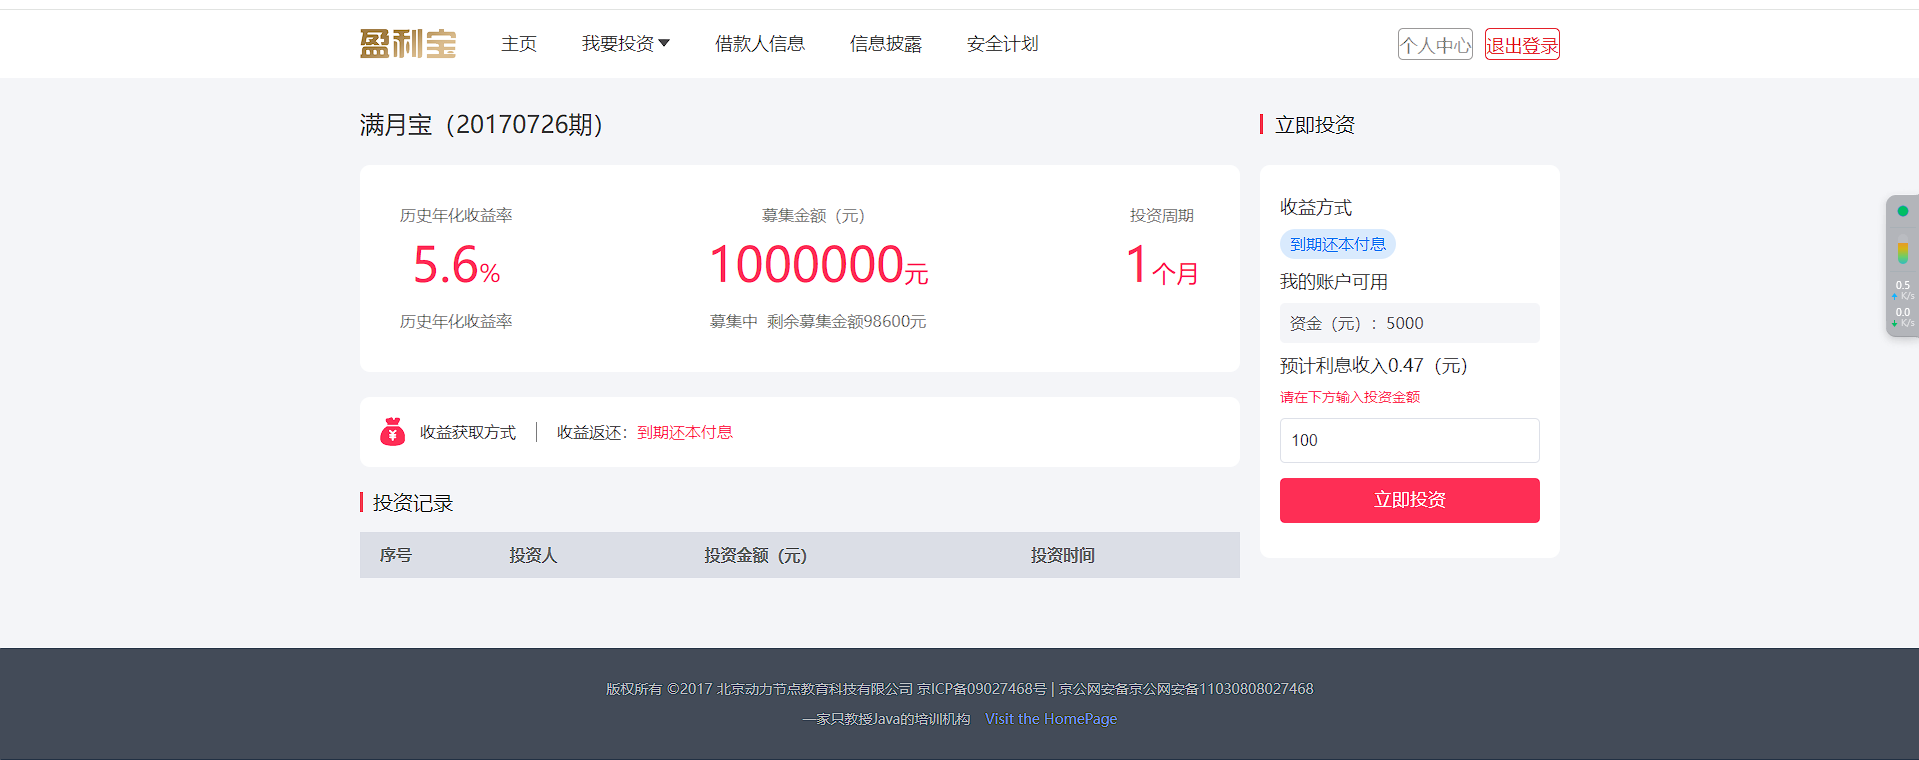 盈利宝 主页 我要投资 借款人信息 信息披露 安全计划 个人中心 退出登录
满月宝（20170726期）
历史年化收益率 募集金额（元） 投资周期
5.6% 1000000元 1个月
历史年化收益率 募集中 剩余募集金额98600元
收益获取方式 收益返还：到期还本付息
投资记录
序号 投资人 投资金额（元） 投资时间
立即投资
收益方式
到期还本付息
我的账户可用
资金（元）：5000
预计利息收入0.47（元）
请在下方输入投资金额
100
立即投资
0.5
K/s
0.0
K/s
版权所有 ©2017 北京动力节点教育科技有限公司 京ICP备09027468号 | 京公网安备京公网安备11030808027468
一家只教授Java的培训机构 Visit the HomePage